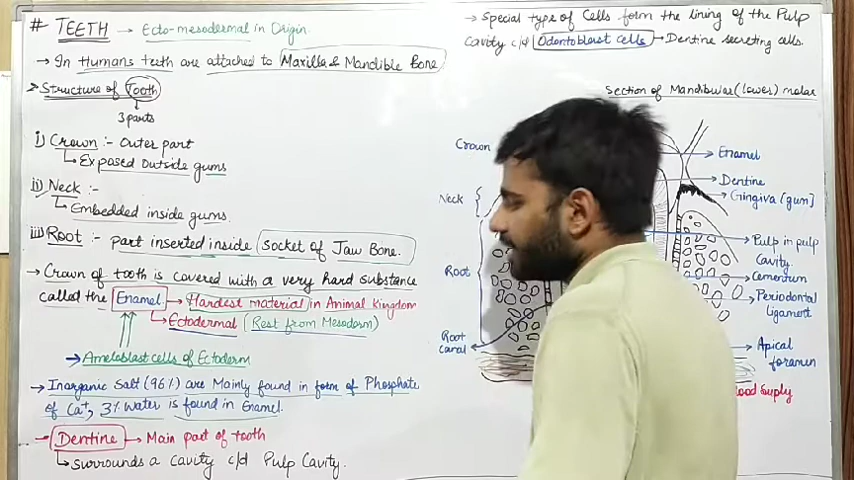 # TEETH → Ecto-mesodermal in Origin.
→ In Humans teeth are attached to Maxilla & Mandible Bone
Structure of Tooth
3 parts
i) Crown :- Outer part
Exposed Outside gums
ii) Neck :-
Embedded inside gums.
iii) Root :- part inserted inside Socket of Jaw Bone.
→ Crown of tooth is covered with a very hard substance
called the Enamel → Hardest material in Animal Kingdom
Ectodermal (Rest from Mesoderm)
→ Ameloblast cells of Ectoderm
→ Inorganic Salt (96%) are Mainly found in form of Phosphate
of Ca+, 3% water is found in Enamel.
→ Dentine → Main part of tooth
surrounds a Cavity c/d Pulp Cavity.
→ Special type of Cells form the lining of the Pulp
Cavity c/d Odontoblast cells → Dentine secreting cells.
Section of Mandibular (lower) molar
Crown
Neck
Root
Root
canal
Enamel
Dentine
Gingiva (gum)
Pulp in pulp
cavity.
Cementum
Periodontal
ligament
Apical
foramen
Supply